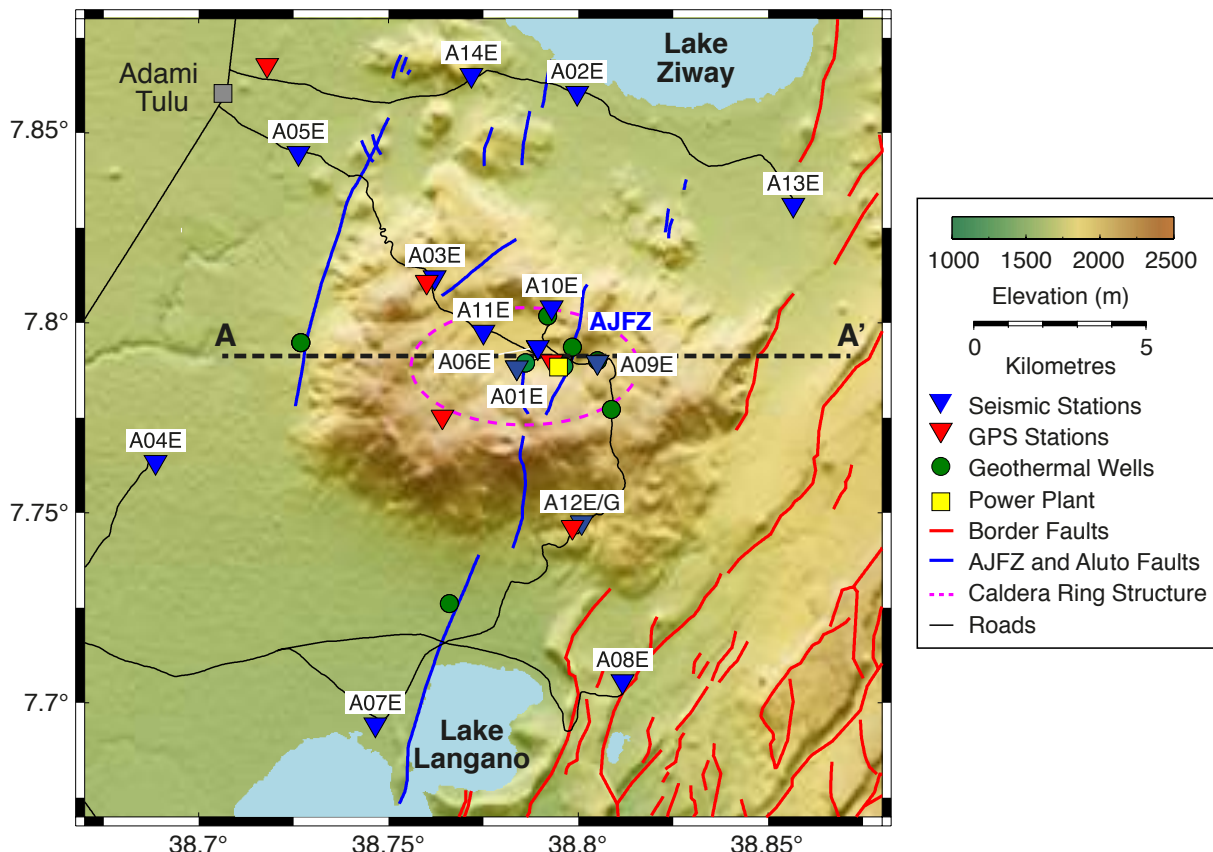 Lake
Ziway
A14E
A02E
Adami
Tulu
7.85°
A05E
A13E
A03E
A10E
A11E
7.8°
AJFZ
A
A’
A06E
A09E
A01E
A04E
A12E/G
7.75°
A08E
7.7°
A07E
Lake
Langano
38.7°
38.75°
38.8°
38.85°
1000 1500 2000 2500
Elevation (m)
0 5
Kilometres
Seismic Stations
GPS Stations
Geothermal Wells
Power Plant
Border Faults
AJFZ and Aluto Faults
Caldera Ring Structure
Roads